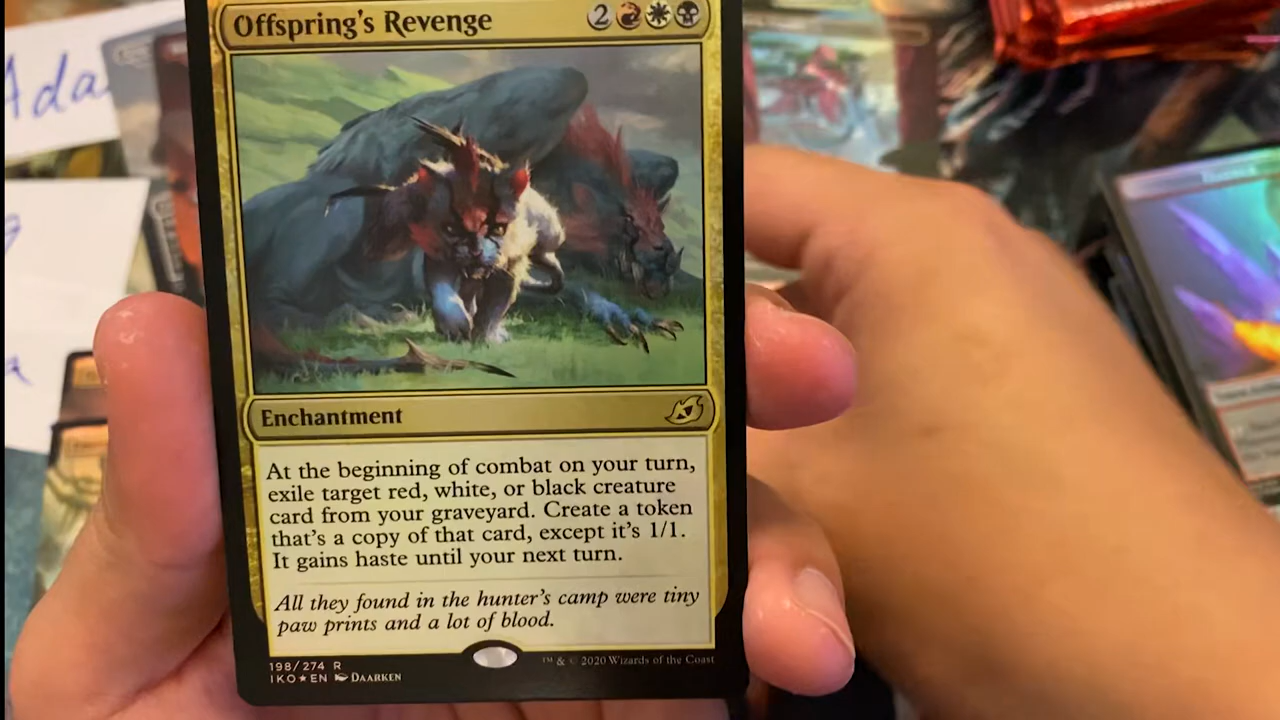 Offspring's Revenge
2
Ada
Enchantment
At the beginning of combat on your turn,
exile target red, white, or black creature
card from your graveyard. Create a token
that's a copy of that card, except it's 1/1.
It gains haste until your next turn.
All they found in the hunter's camp were tiny
paw prints and a lot of blood.
198/274 R
IKO★EN DAARKEN
™ & © 2020 Wizards of the Coast